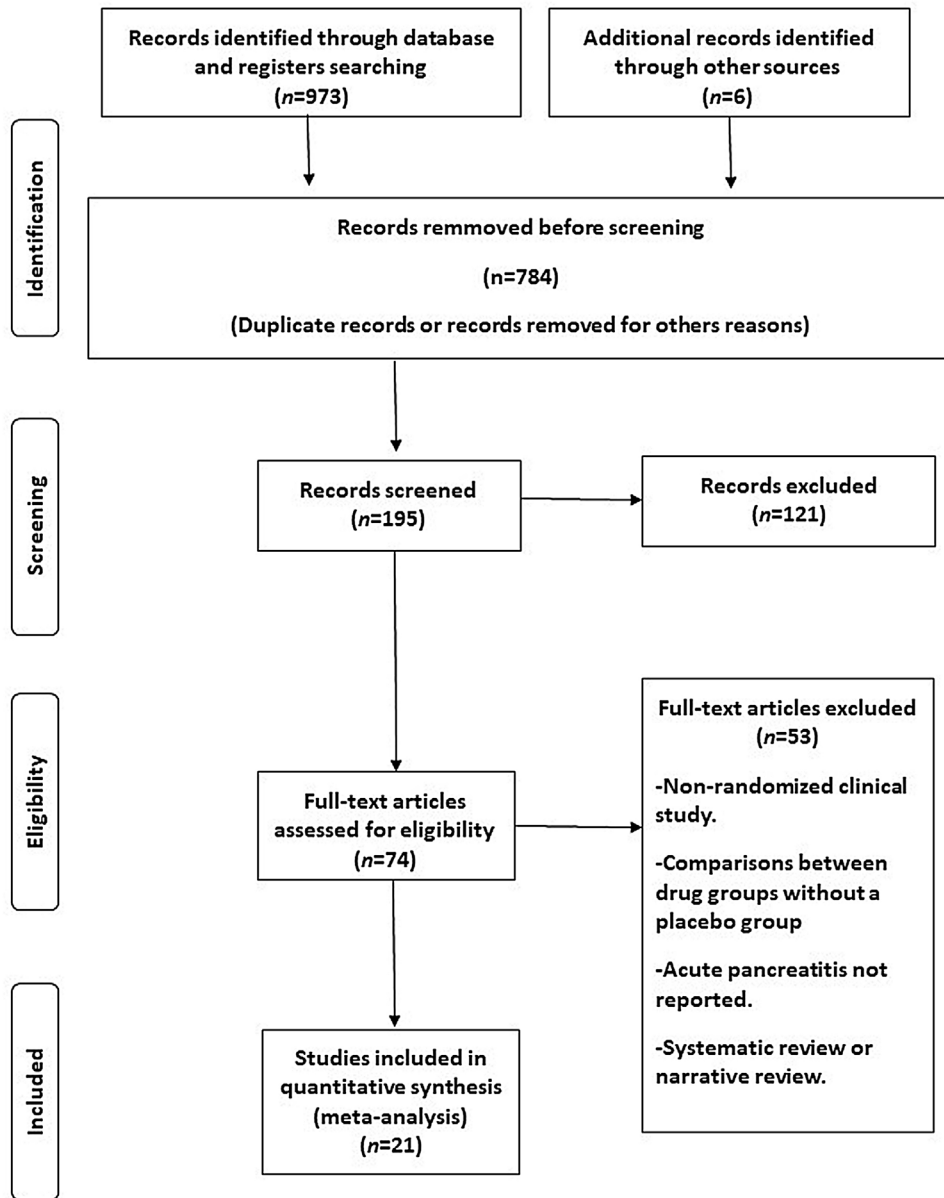 Records identified through database
and registers searching
(n=973)
Additional records identified
through other sources
(n=6)
Identification
Records remmoved before screening
(n=784)
(Duplicate records or records removed for others reasons)
Screening
Records screened
(n=195)
Records excluded
(n=121)
Eligibility
Full-text articles
assessed for eligibility
(n=74)
Full-text articles excluded
(n=53)
-Non-randomized clinical
study.
-Comparisons between
drug groups without a
placebo group
-Acute pancreatitis not
reported.
-Systematic review or
narrative review.
Included
Studies included in
quantitative synthesis
(meta-analysis)
(n=21)